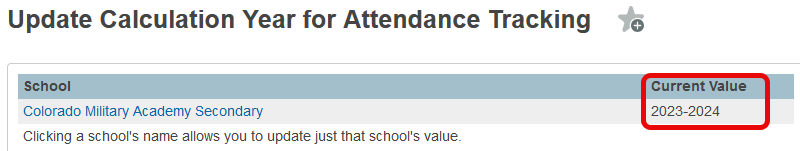 Update Calculation Year for Attendance Tracking
School Current Value
Colorado Military Academy Secondary 2023-2024
Clicking a school's name allows you to update just that school's value.